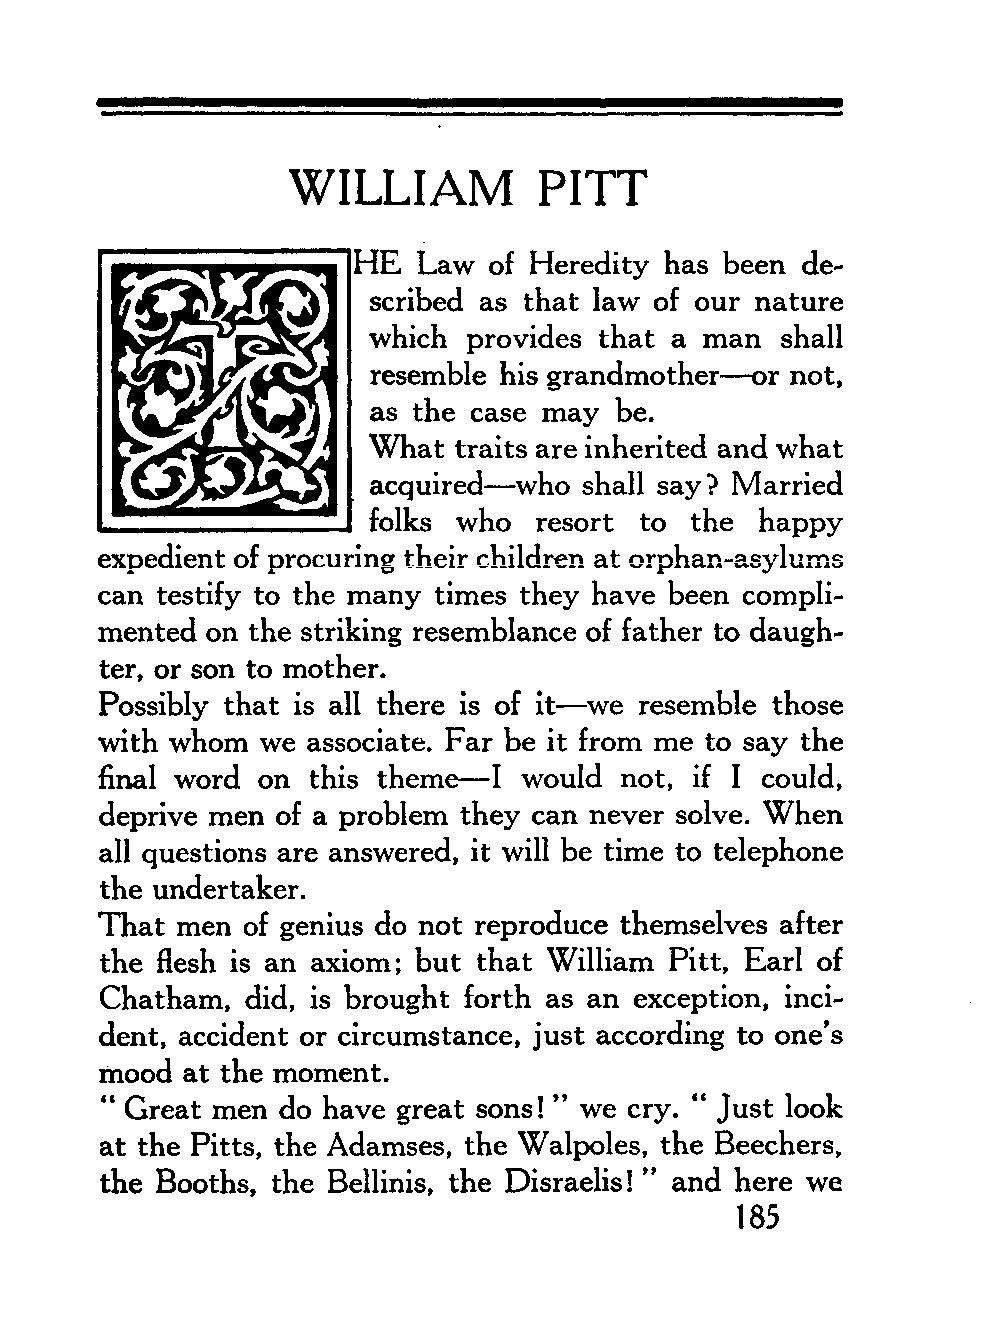 WILLIAM PITT
THE Law of Heredity has been de-
scribed as that law of our nature
which provides that a man shall
resemble his grandmother—or not,
as the case may be.
What traits are inherited and what
acquired—who shall say? Married
folks who resort to the happy
expedient of procuring their children at orphan-asylums
can testify to the many times they have been compli-
mented on the striking resemblance of father to daugh-
ter, or son to mother.
Possibly that is all there is of it—we resemble those
with whom we associate. Far be it from me to say the
final word on this theme—I would not, if I could,
deprive men of a problem they can never solve. When
all questions are answered, it will be time to telephone
the undertaker.
That men of genius do not reproduce themselves after
the flesh is an axiom; but that William Pitt, Earl of
Chatham, did, is brought forth as an exception, inci-
dent, accident or circumstance, just according to one's
mood at the moment.
" Great men do have great sons! " we cry. " Just look
at the Pitts, the Adamses, the Walpoles, the Beechers,
the Booths, the Bellinis, the Disraelis! " and here we
185